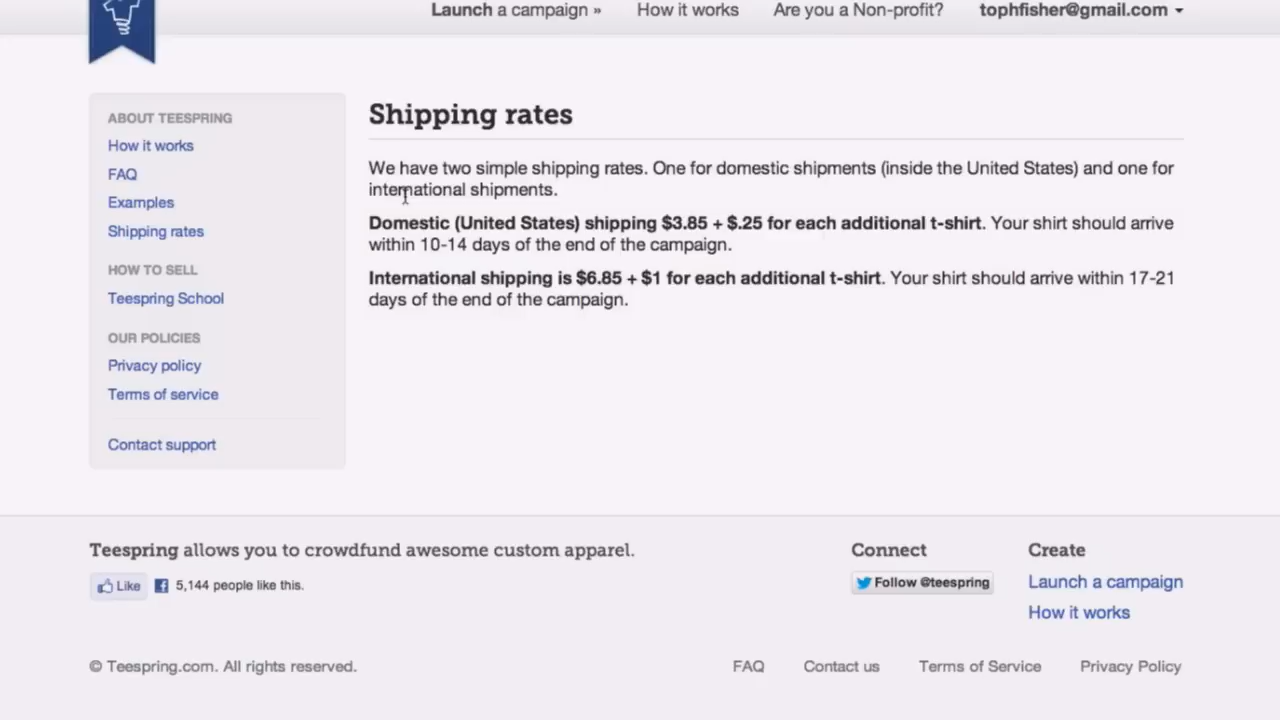 Launch a campaign »
How it works
Are you a Non-profit?
tophfisher@gmail.com
ABOUT TEESPRING
How it works
FAQ
Examples
Shipping rates
HOW TO SELL
Teespring School
OUR POLICIES
Privacy policy
Terms of service
Contact support
Shipping rates
We have two simple shipping rates. One for domestic shipments (inside the United States) and one for
international shipments.
Domestic (United States) shipping $3.85 + $.25 for each additional t-shirt. Your shirt should arrive
within 10-14 days of the end of the campaign.
International shipping is $6.85 + $1 for each additional t-shirt. Your shirt should arrive within 17-21
days of the end of the campaign.
Teespring allows you to crowdfund awesome custom apparel.
Like
5,144 people like this.
Connect
Follow @teespring
Create
Launch a campaign
How it works
© Teespring.com. All rights reserved.
FAQ
Contact us
Terms of Service
Privacy Policy